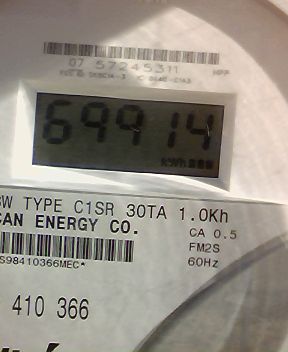 07 57245311
69914
kWh
W TYPE C1SR 30TA 1.0Kh
CAN ENERGY CO.
CA 0.5
FM2S
S98410366MEC*
60Hz
410 366